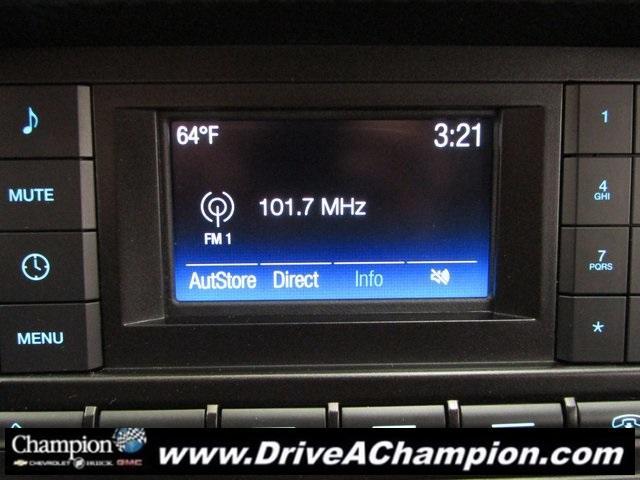 64°F 3:21
MUTE
MENU
101.7 MHz
FM 1
AutStore Direct Info
1
4
GHI
7
PQRS
*
Champion
CHEVROLET BUICK GMC
www.DriveAChampion.com